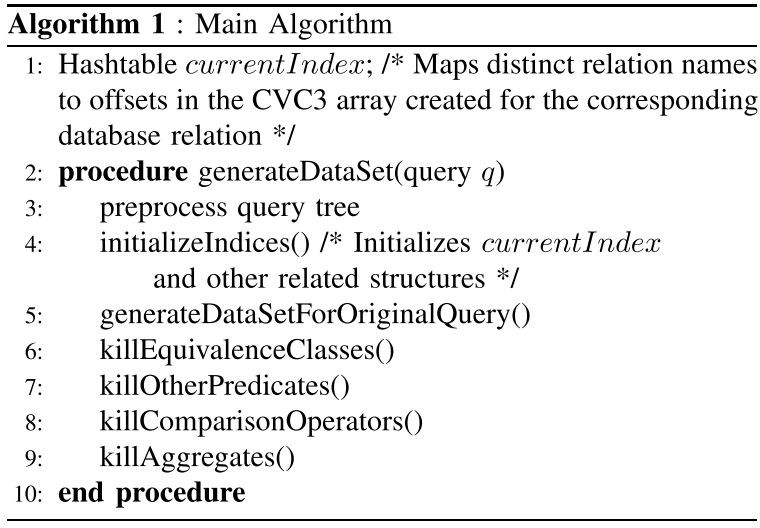 Algorithm 1 : Main Algorithm
1: Hashtable currentIndex; /* Maps distinct relation names
to offsets in the CVC3 array created for the corresponding
database relation */
2: procedure generateDataSet(query q)
3: preprocess query tree
4: initializeIndices() /* Initializes currentIndex
and other related structures */
5: generateDataSetForOriginalQuery()
6: killEquivalenceClasses()
7: killOtherPredicates()
8: killComparisonOperators()
9: killAggregates()
10: end procedure